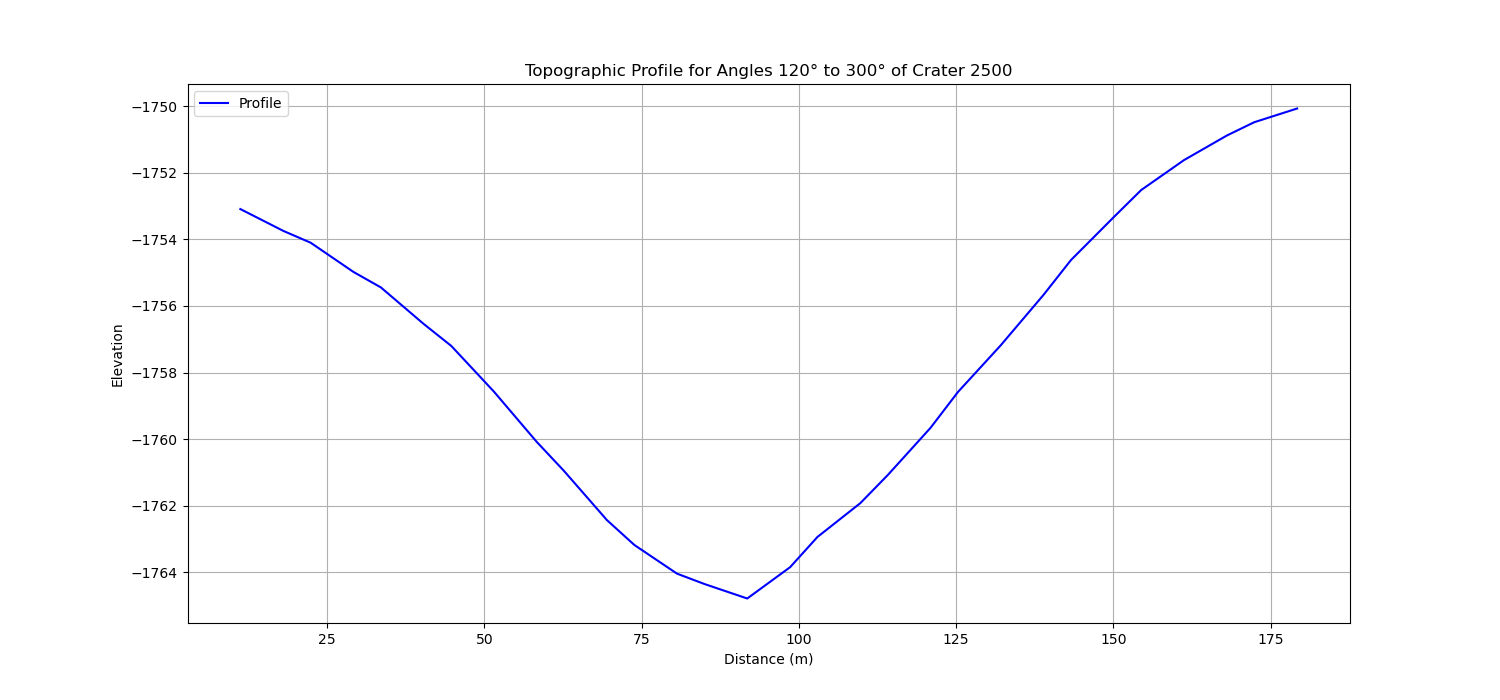 Topographic Profile for Angles 120° to 300° of Crater 2500
Profile
−1750
−1752
−1754
−1756
−1758
−1760
−1762
−1764
Elevation
25 50 75 100 125 150 175
Distance (m)